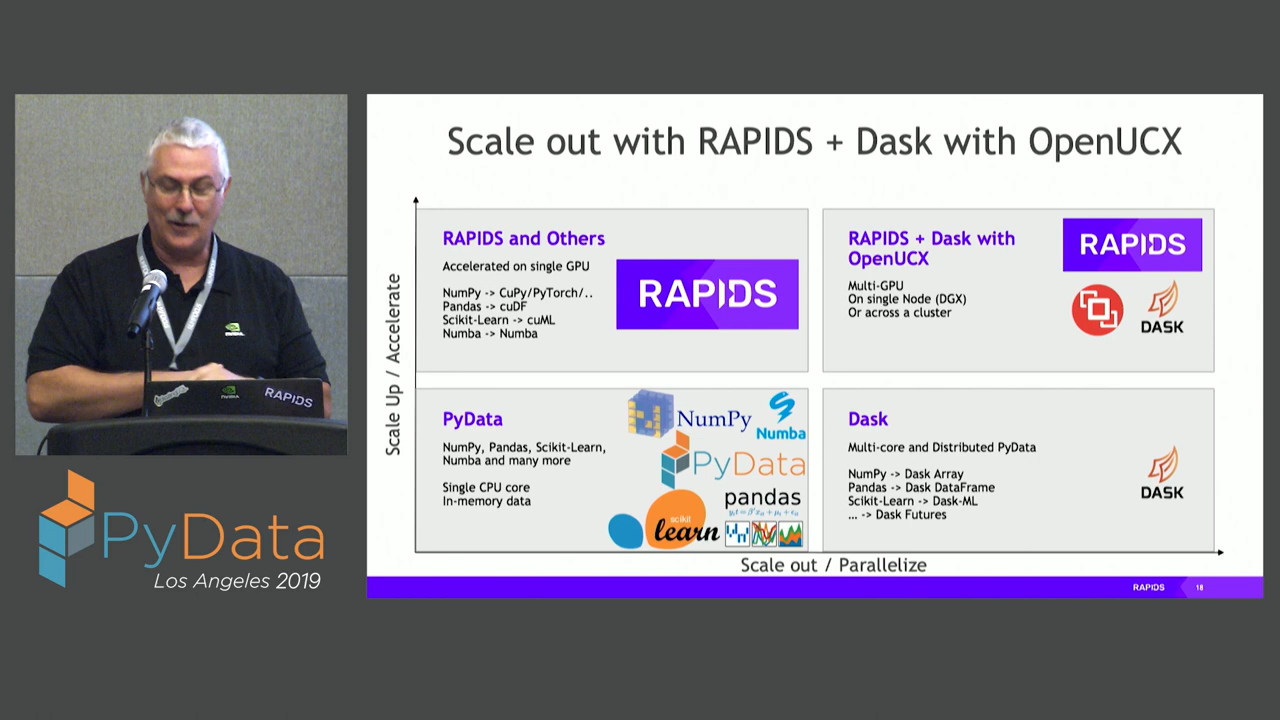 Scale out with RAPIDS + Dask with OpenUCX
Scale Up / Accelerate
RAPIDS and Others
Accelerated on single GPU
NumPy -> CuPy/PyTorch/..
Pandas -> cuDF
Scikit-Learn -> cuML
Numba -> Numba
RAPIDS
RAPIDS + Dask with
OpenUCX
Multi-GPU
On single Node (DGX)
Or across a cluster
RAPIDS
DASK
PyData
NumPy, Pandas, Scikit-Learn,
Numba and many more
Single CPU core
In-memory data
NumPy
Numba
PyData
pandas
scikit
learn
Dask
Multi-core and Distributed PyData
NumPy -> Dask Array
Pandas -> Dask DataFrame
Scikit-Learn -> Dask-ML
... -> Dask Futures
DASK
Scale out / Parallelize
RAPIDS
18
RAPIDS
PyData
Los Angeles 2019